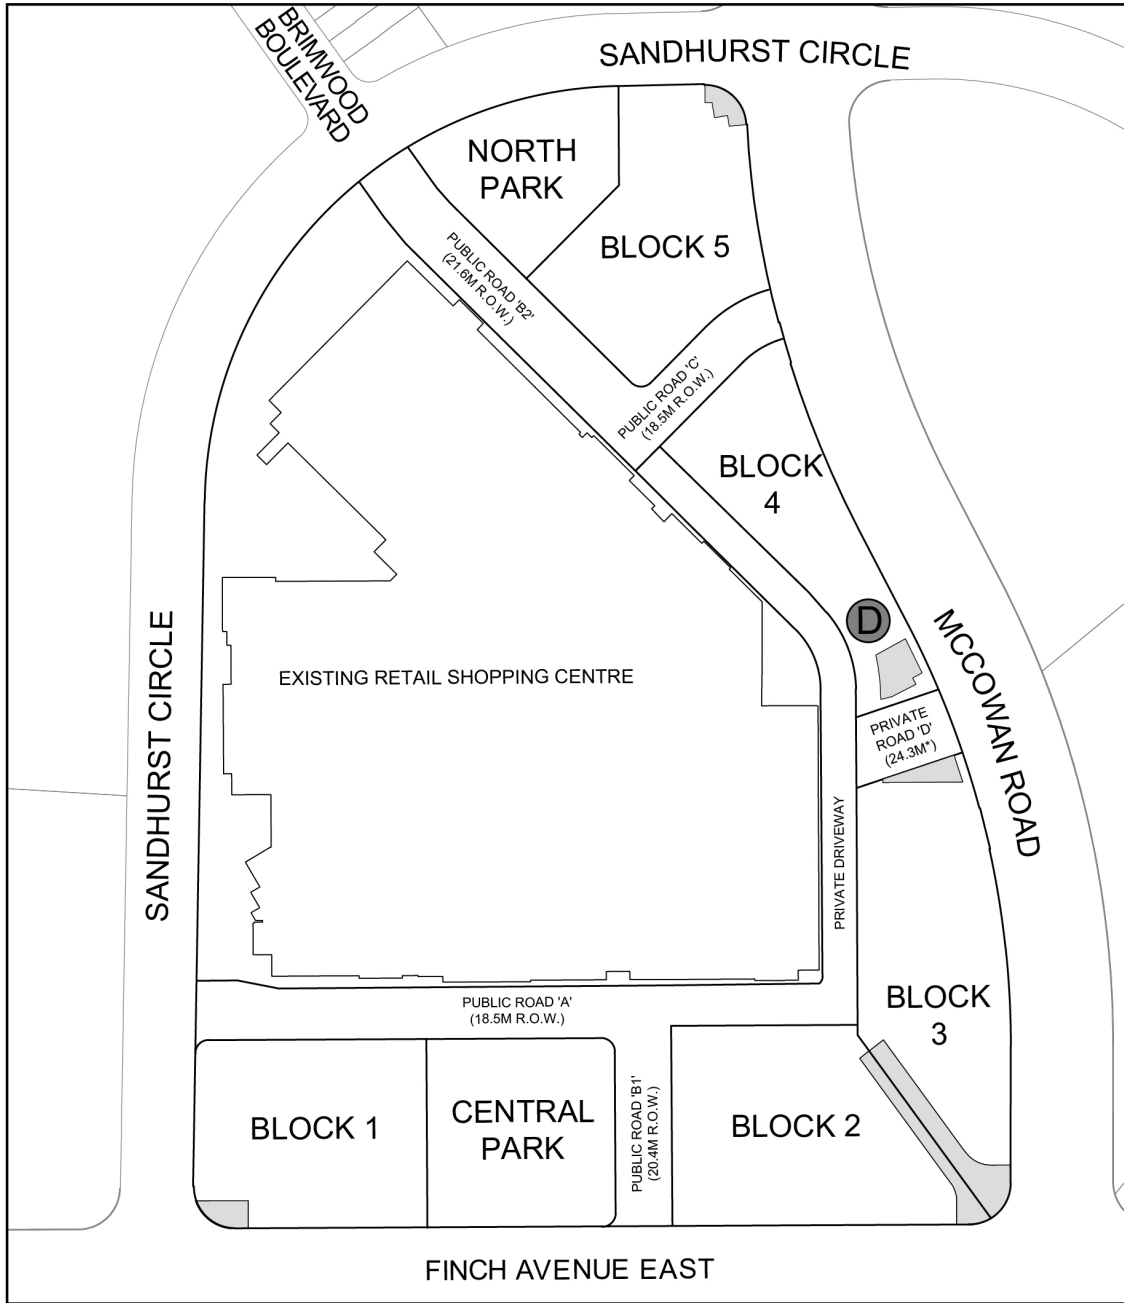 BRIMWOOD
BOULEVARD
SANDHURST CIRCLE
NORTH
PARK
BLOCK 5
PUBLIC ROAD 'B2'
(21.6M R.O.W.)
PUBLIC ROAD 'C'
(18.5M R.O.W.)
BLOCK
4
D
SANDHURST CIRCLE
EXISTING RETAIL SHOPPING CENTRE
MCCOWAN ROAD
PRIVATE
ROAD 'D'
(24.3M*)
PRIVATE DRIVEWAY
PUBLIC ROAD 'A'
(18.5M R.O.W.)
BLOCK
3
BLOCK 1
CENTRAL
PARK
PUBLIC ROAD 'B1'
(20.4M R.O.W.)
BLOCK 2
FINCH AVENUE EAST